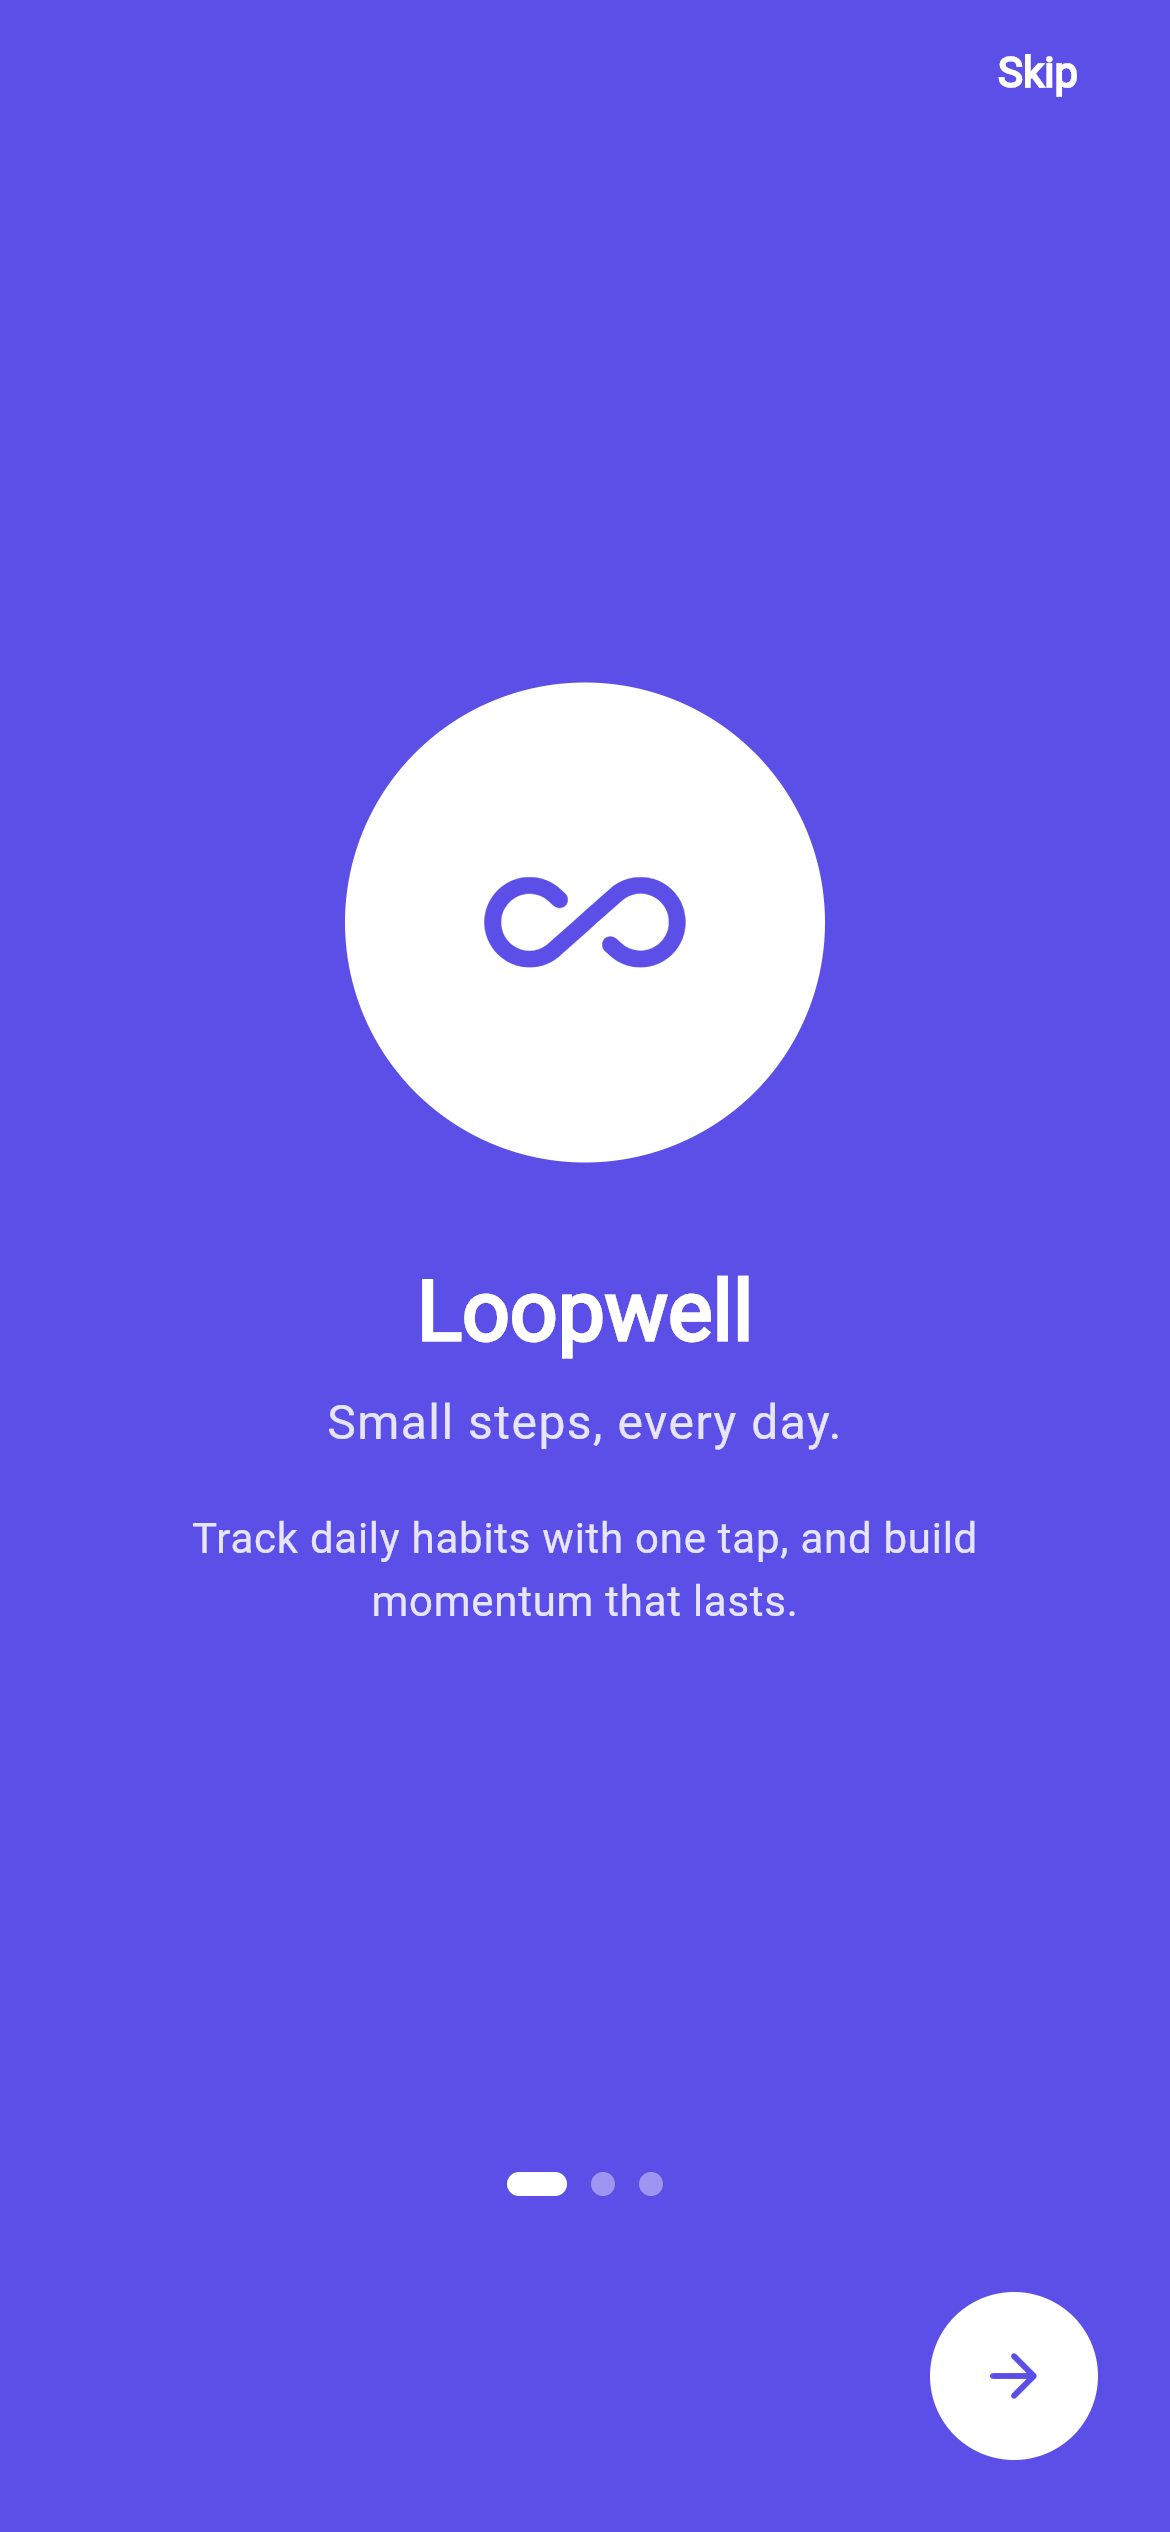 Skip
Loopwell
Small steps, every day.
Track daily habits with one tap, and build
momentum that lasts.